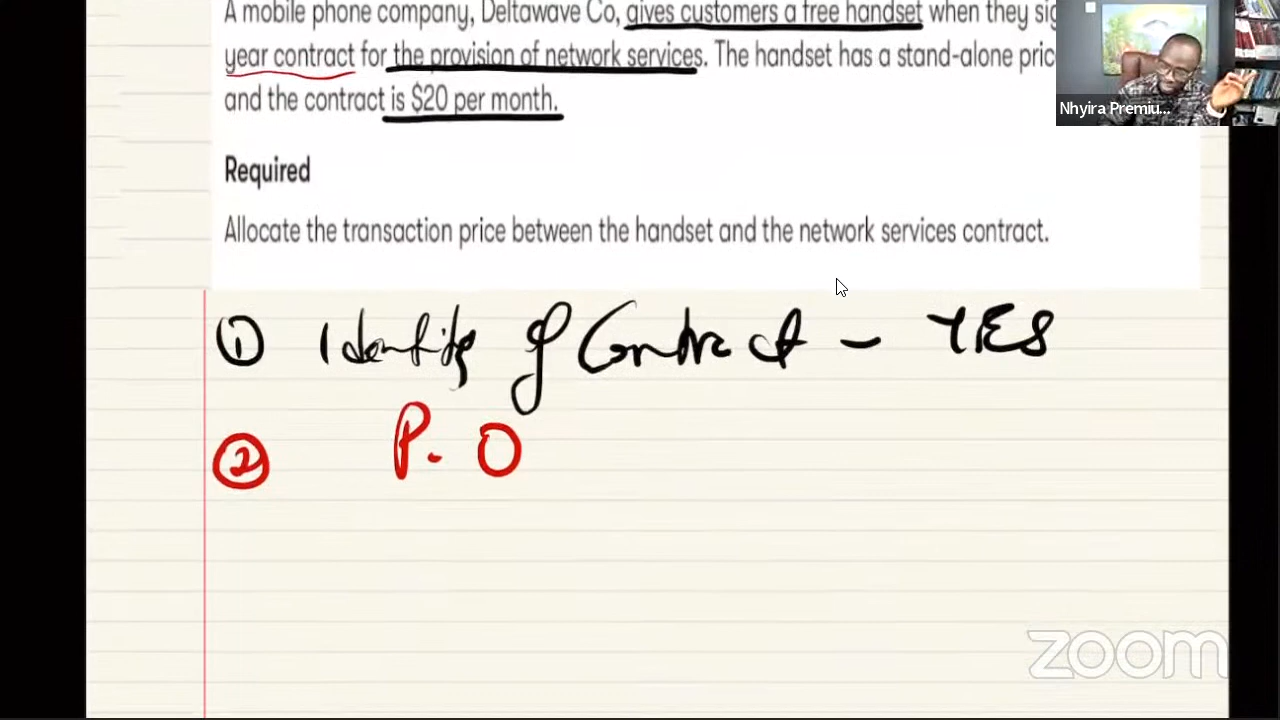 A mobile phone company, Deltawave Co, gives customers a free handset when they sig
year contract for the provision of network services. The handset has a stand-alone pric
and the contract is $20 per month.
Nhyira Premiu...
Required
Allocate the transaction price between the handset and the network services contract.
① Identify of Contract - YES
② P. O
zoom